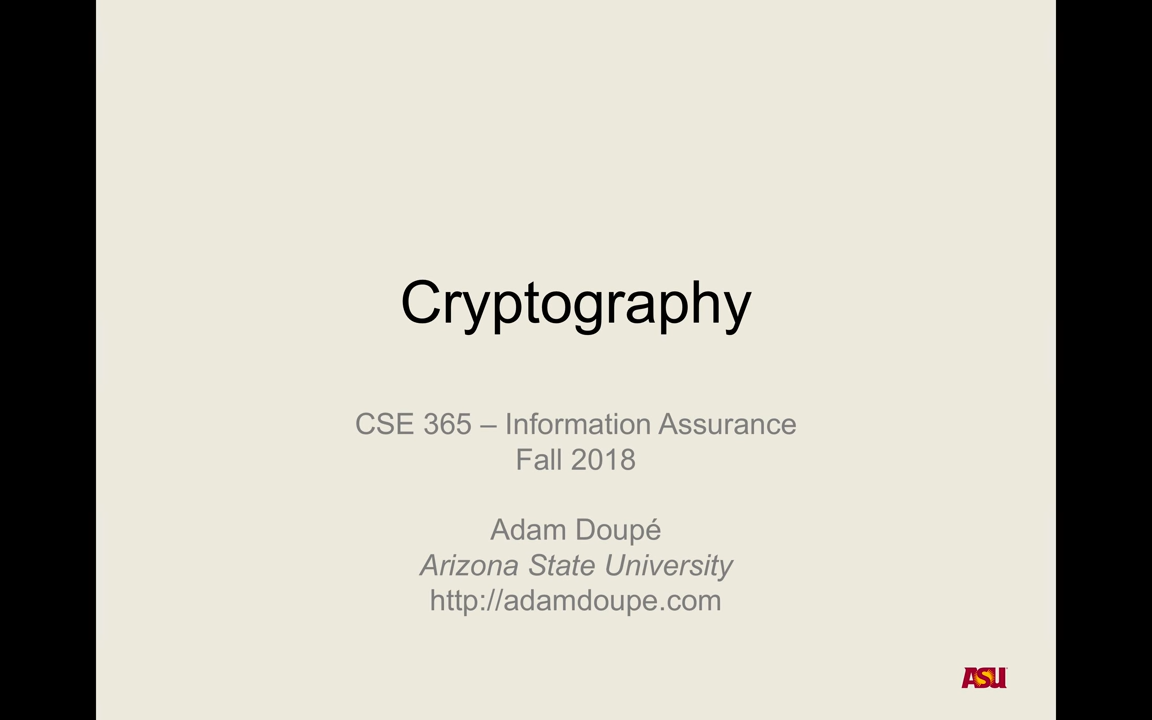 Cryptography
CSE 365 – Information Assurance
Fall 2018
Adam Doupé
Arizona State University
http://adamdoupe.com
ASU